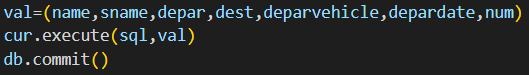 val=(name,sname,depar,dest,deparvehicle,depardate,num)
cur.execute(sql,val)
db.commit()